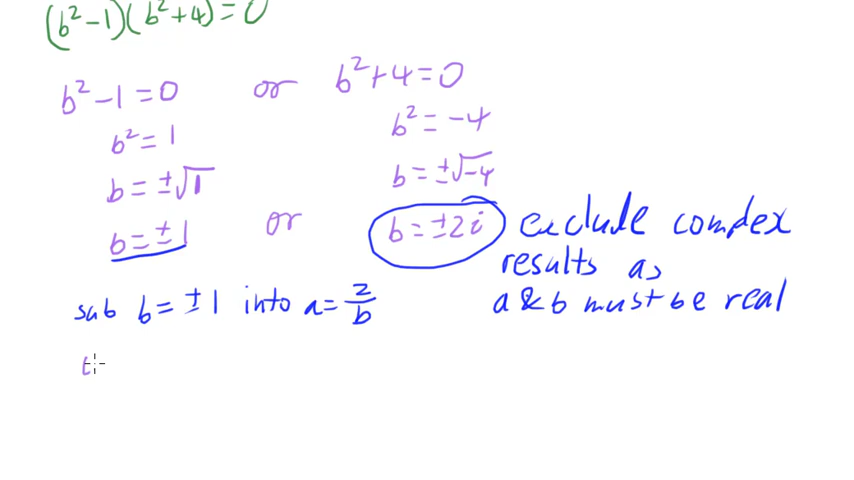 (b²-1)(b²+4)=0
b²-1=0 or b²+4=0
b²=1 b²=-4
b=±√1 b=±√-4
b=±1 or b=±2i exclude complex
results as
a & b must be real
sub b=±1 into a=2/b